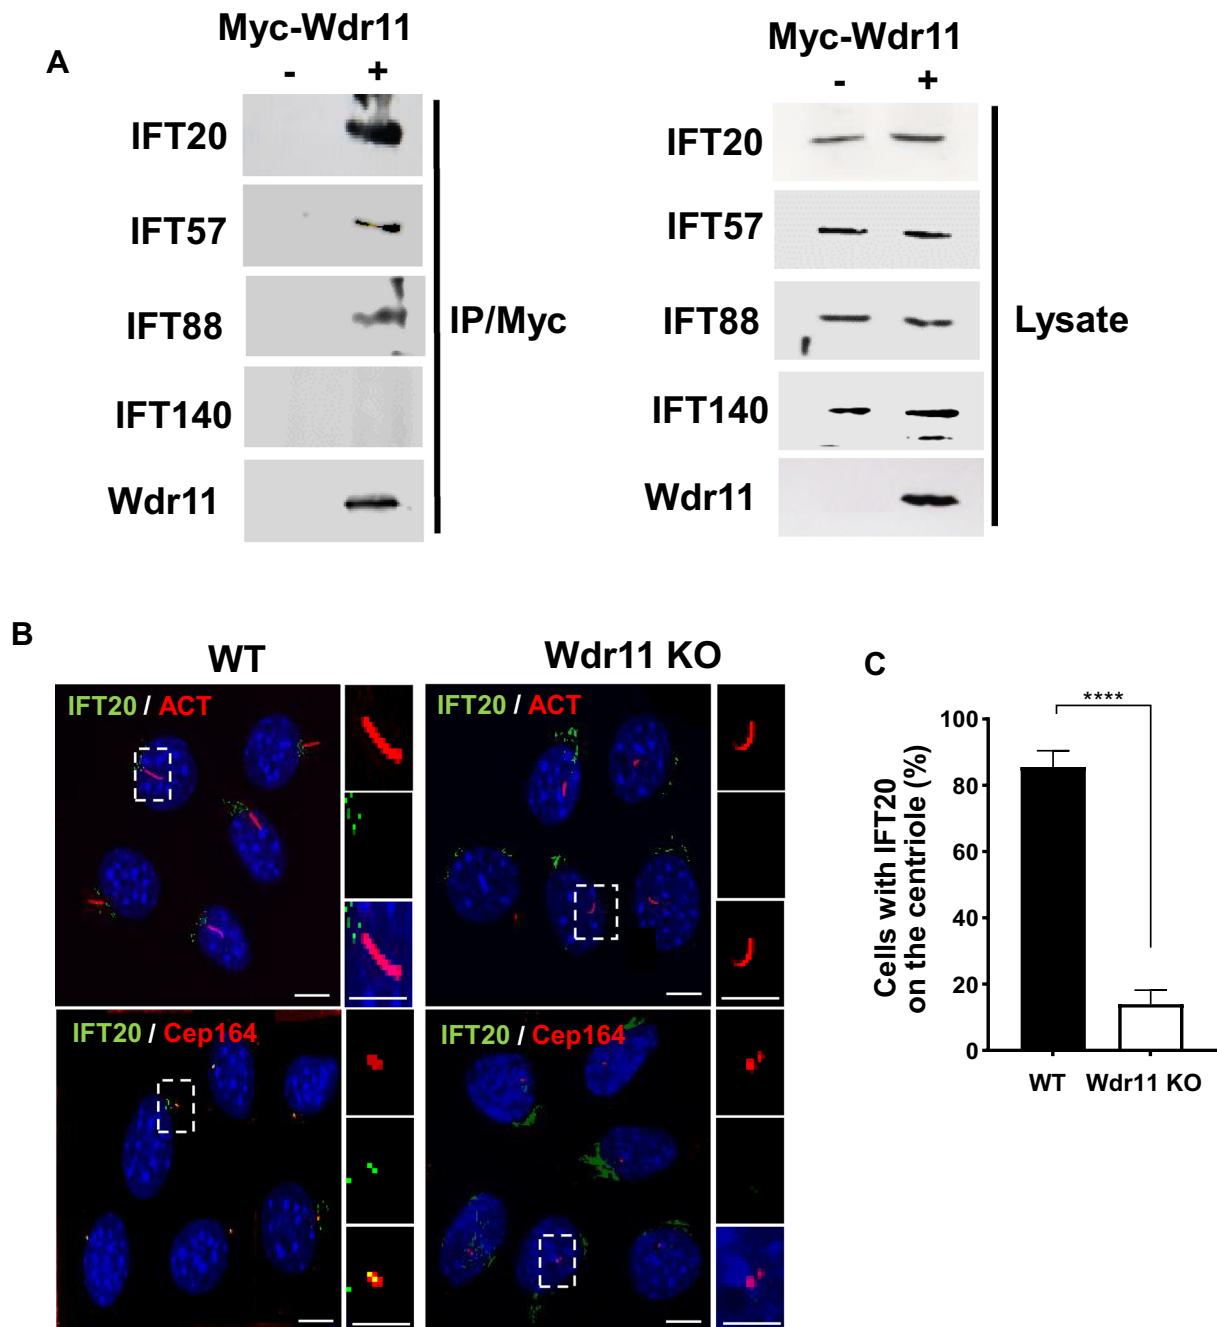 A
Myc-Wdr11
- +
IFT20
IFT57
IFT88
IFT140
Wdr11
IP/Myc
Myc-Wdr11
- +
IFT20
IFT57
IFT88
IFT140
Wdr11
Lysate
B
WT
Wdr11 KO
IFT20 / ACT
IFT20 / ACT
IFT20 / Cep164
IFT20 / Cep164
C
Cells with IFT20
on the centriole (%)
****
100
80
60
40
20
0
WT Wdr11 KO